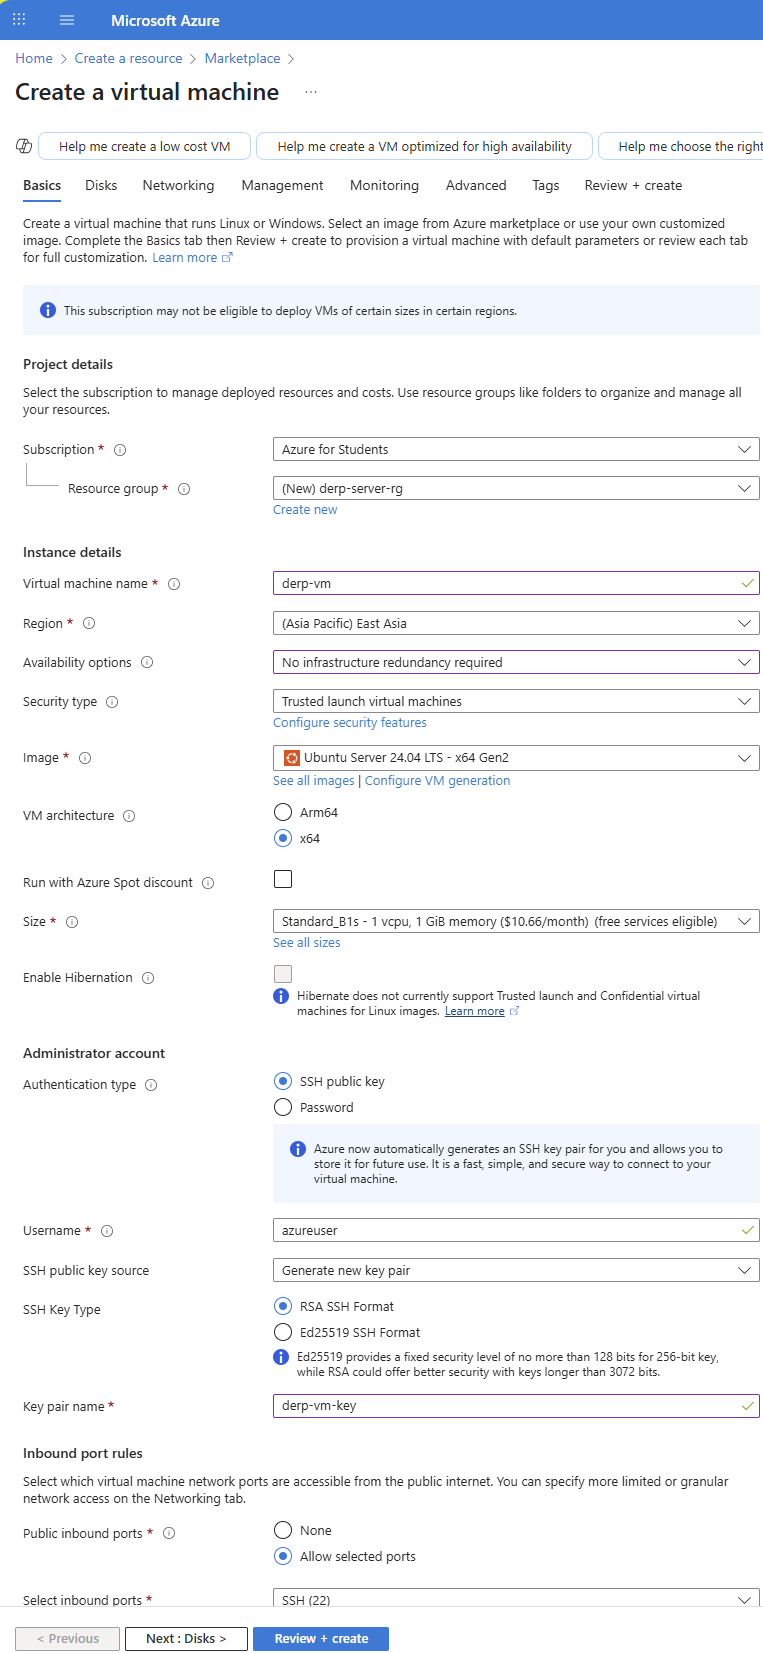 Microsoft Azure
Home > Create a resource > Marketplace >
Create a virtual machine ...
Help me create a low cost VM
Help me create a VM optimized for high availability
Help me choose the right
Basics Disks Networking Management Monitoring Advanced Tags Review + create
Create a virtual machine that runs Linux or Windows. Select an image from Azure marketplace or use your own customized
image. Complete the Basics tab then Review + create to provision a virtual machine with default parameters or review each tab
for full customization. Learn more
This subscription may not be eligible to deploy VMs of certain sizes in certain regions.
Project details
Select the subscription to manage deployed resources and costs. Use resource groups like folders to organize and manage all
your resources.
Subscription *
Azure for Students
Resource group *
(New) derp-server-rg
Create new
Instance details
Virtual machine name *
derp-vm
Region *
(Asia Pacific) East Asia
Availability options
No infrastructure redundancy required
Security type
Trusted launch virtual machines
Configure security features
Image *
Ubuntu Server 24.04 LTS - x64 Gen2
See all images | Configure VM generation
VM architecture
Arm64
x64
Run with Azure Spot discount
Size *
Standard_B1s - 1 vcpu, 1 GiB memory ($10.66/month) (free services eligible)
See all sizes
Enable Hibernation
Hibernate does not currently support Trusted launch and Confidential virtual
machines for Linux images. Learn more
Administrator account
Authentication type
SSH public key
Password
Azure now automatically generates an SSH key pair for you and allows you to
store it for future use. It is a fast, simple, and secure way to connect to your
virtual machine.
Username *
azureuser
SSH public key source
Generate new key pair
SSH Key Type
RSA SSH Format
Ed25519 SSH Format
Ed25519 provides a fixed security level of no more than 128 bits for 256-bit key,
while RSA could offer better security with keys longer than 3072 bits.
Key pair name *
derp-vm-key
Inbound port rules
Select which virtual machine network ports are accessible from the public internet. You can specify more limited or granular
network access on the Networking tab.
Public inbound ports *
None
Allow selected ports
Select inbound ports *
SSH (22)
< Previous
Next : Disks >
Review + create